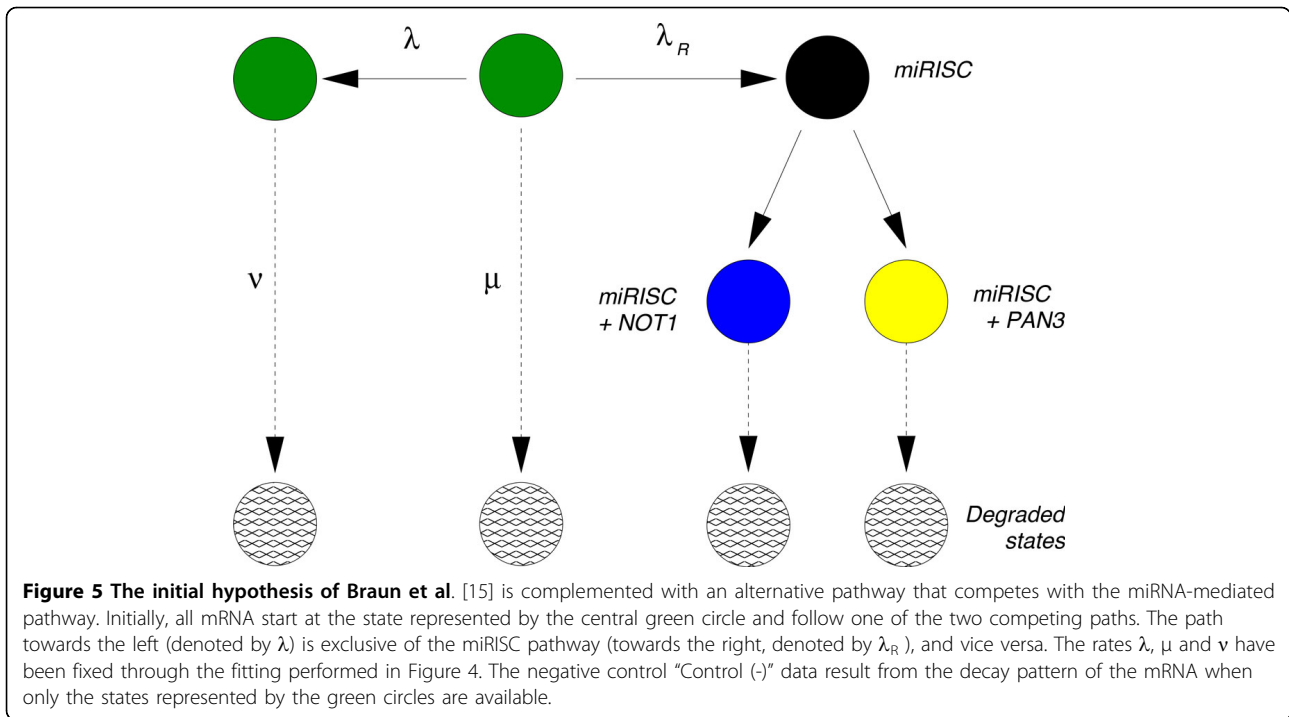 λ
λR
miRISC
ν
μ
miRISC
+ NOT1
miRISC
+ PAN3
Degraded
states
Figure 5 The initial hypothesis of Braun et al. [15] is complemented with an alternative pathway that competes with the miRNA-mediated
pathway. Initially, all mRNA start at the state represented by the central green circle and follow one of the two competing paths. The path
towards the left (denoted by λ) is exclusive of the miRISC pathway (towards the right, denoted by λR ), and vice versa. The rates λ, μ and ν have
been fixed through the fitting performed in Figure 4. The negative control “Control (-)” data result from the decay pattern of the mRNA when
only the states represented by the green circles are available.